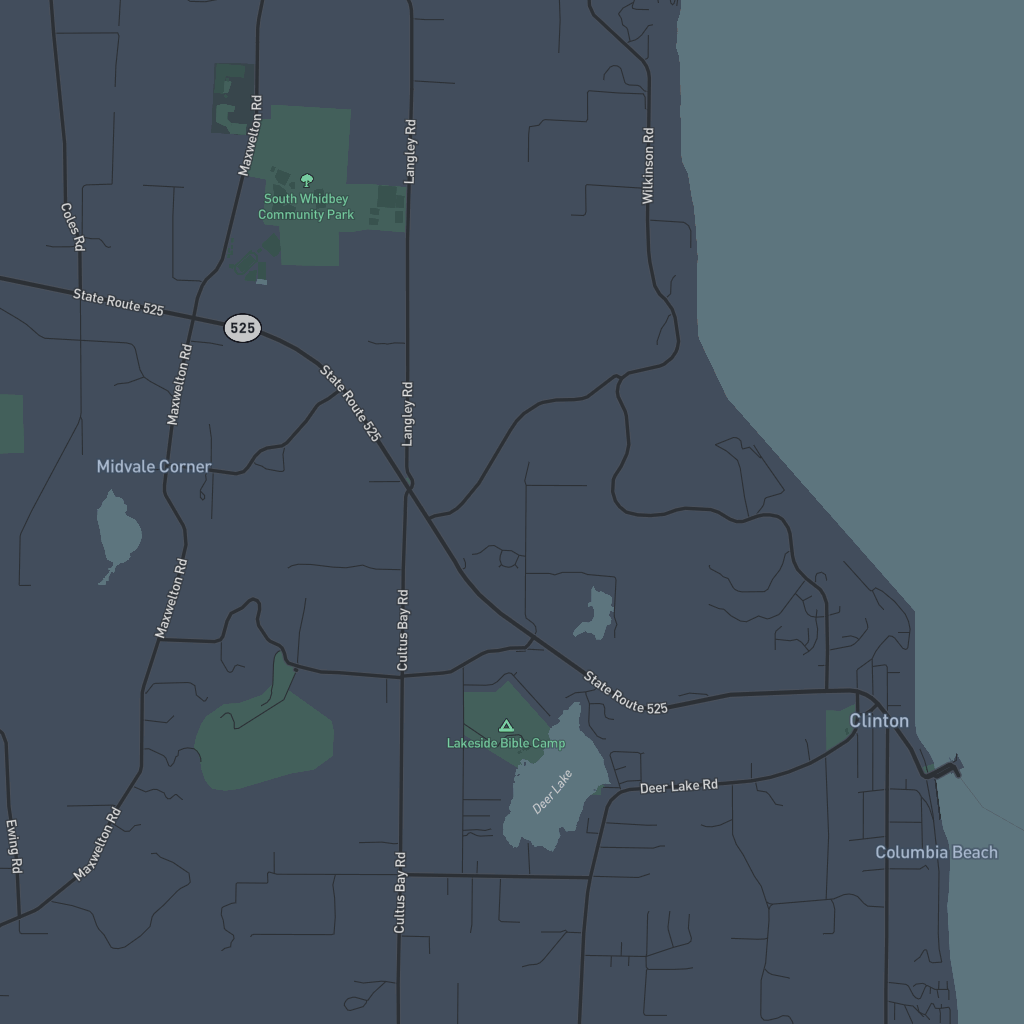 Maxwelton Rd
Langley Rd
Wilkinson Rd
South Whidbey
Community Park
Coles Rd
State Route 525
525
Maxwelton Rd
State Route 525
Langley Rd
Midvale Corner
Maxwelton Rd
Cultus Bay Rd
State Route 525
Clinton
Lakeside Bible Camp
Deer Lake
Deer Lake Rd
Ewing Rd
Maxwelton Rd
Cultus Bay Rd
Columbia Beach